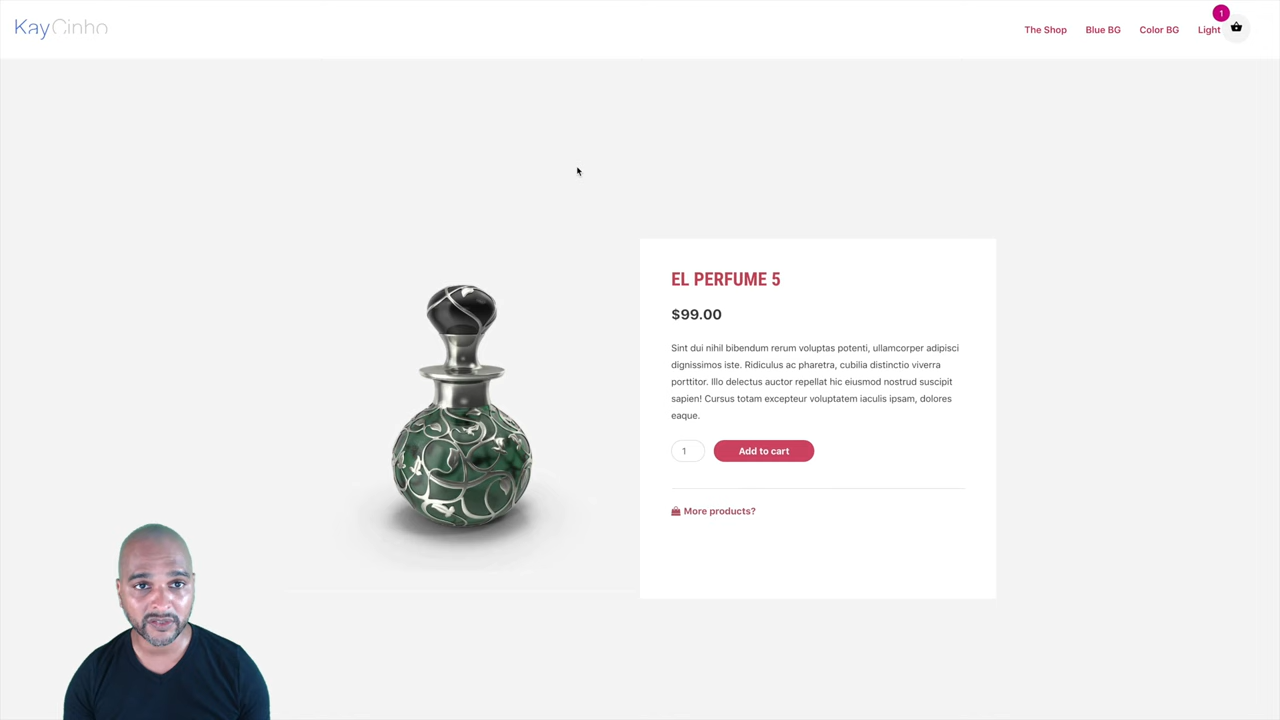 KayCinho
The Shop
Blue BG
Color BG
Light
1
EL PERFUME 5
$99.00
Sint dui nihil bibendum rerum voluptas potenti, ullamcorper adipisci
dignissimos iste. Ridiculus ac pharetra, cubilia distinctio viverra
porttitor. Illo delectus auctor repellat hic eiusmod nostrud suscipit
sapien! Cursus totam excepteur voluptatem iaculis ipsam, dolores
eaque.
1
Add to cart
More products?